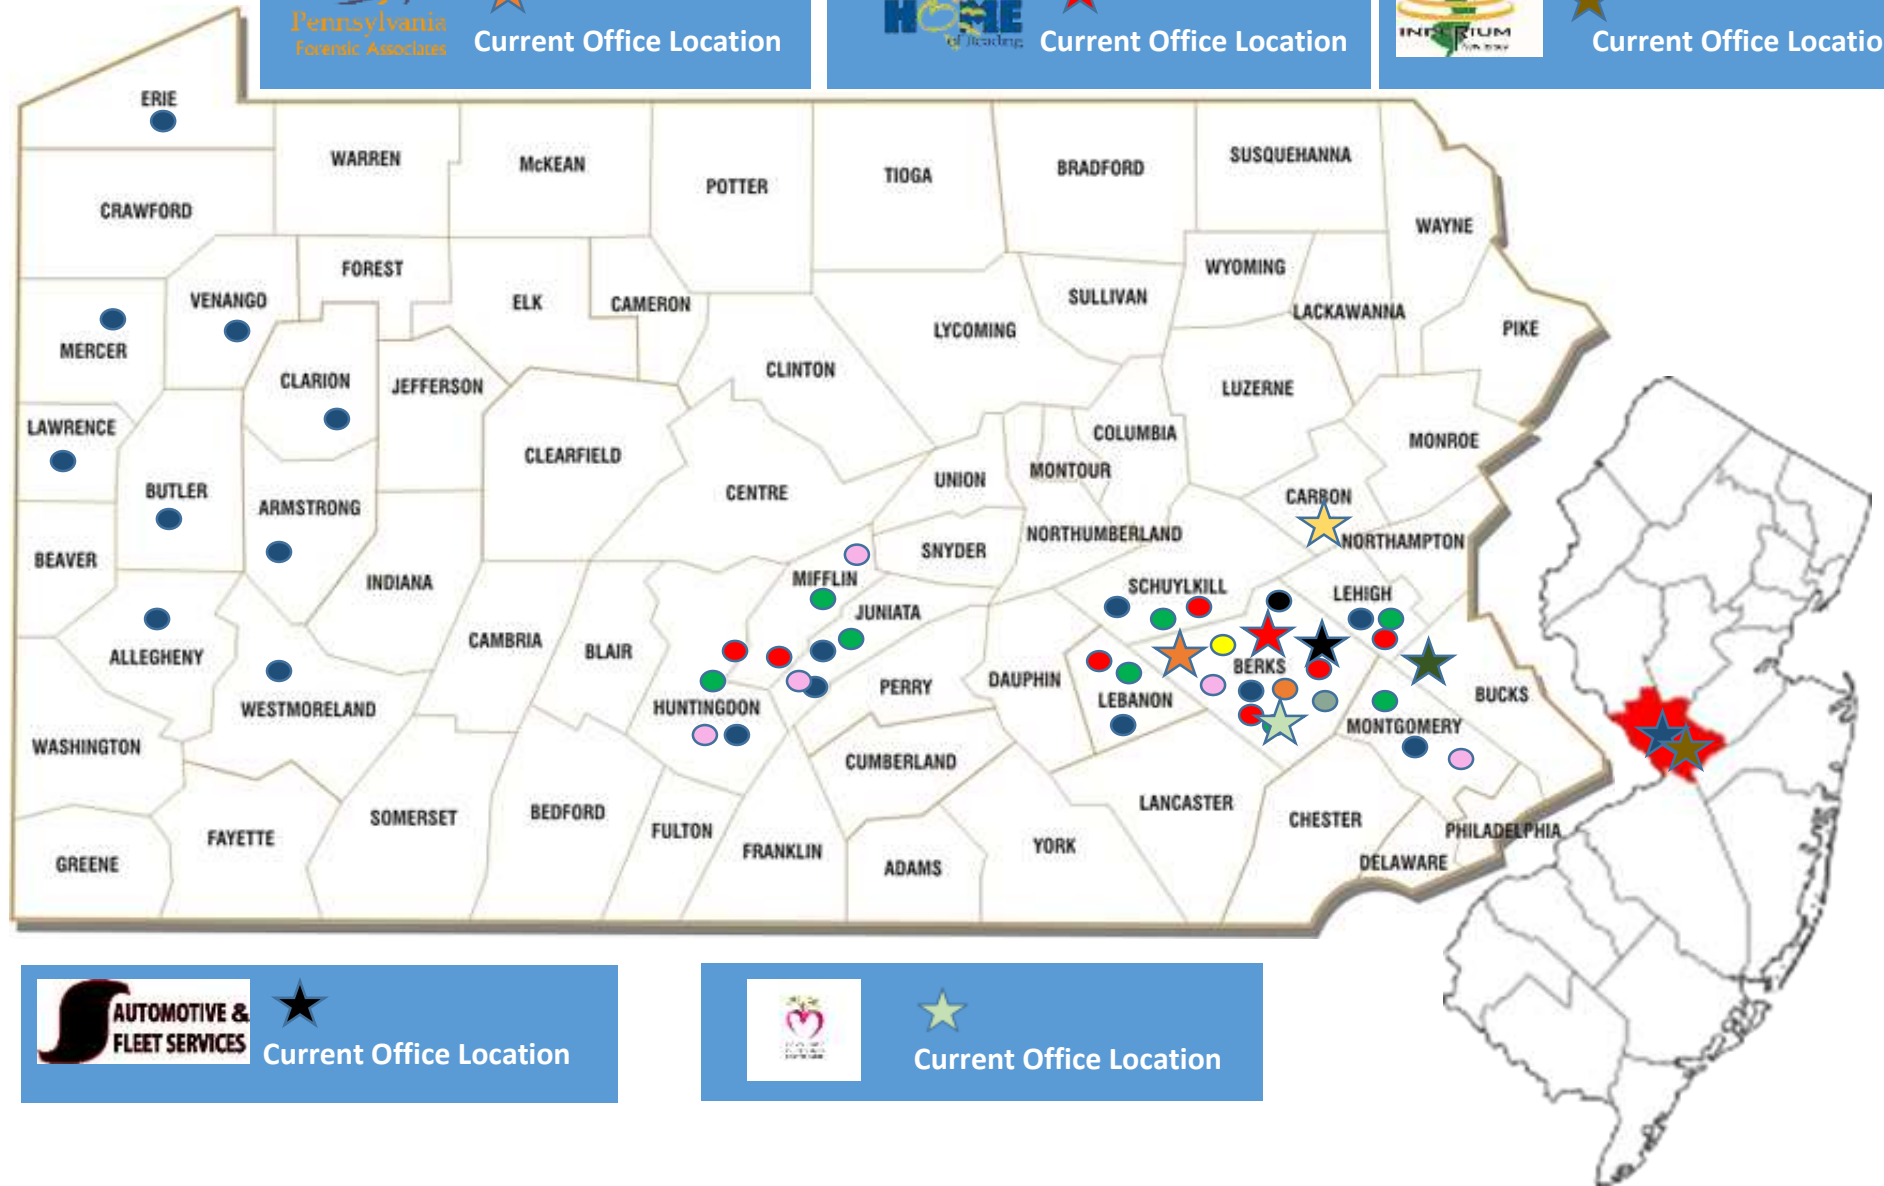 Pennsylvania
Forensic Associates
Current Office Location
HOME
of Reading
Current Office Location
Current Office Locatio
ERIE
WARREN
McKEAN
POTTER
TIOGA
BRADFORD
SUSQUEHANNA
CRAWFORD
WAYNE
FOREST
WYOMING
VENANGO
ELK
CAMERON
SULLIVAN
LACKAWANNA
PIKE
MERCER
LYCOMING
CLINTON
CLARION
JEFFERSON
LUZERNE
LAWRENCE
COLUMBIA
MONROE
CLEARFIELD
MONTOUR
UNION
BUTLER
CENTRE
CARBON
ARMSTRONG
NORTHUMBERLAND
NORTHAMPTON
SNYDER
BEAVER
INDIANA
MIFFLIN
SCHUYLKILL
LEHIGH
JUNIATA
CAMBRIA
BLAIR
ALLEGHENY
BERKS
DAUPHIN
PERRY
BUCKS
LEBANON
WESTMORELAND
HUNTINGDON
MONTGOMERY
WASHINGTON
CUMBERLAND
LANCASTER
BEDFORD
SOMERSET
CHESTER
FULTON
PHILADELPHIA
FAYETTE
YORK
FRANKLIN
GREENE
ADAMS
DELAWARE
AUTOMOTIVE &
FLEET SERVICES
Current Office Location
Current Office Location